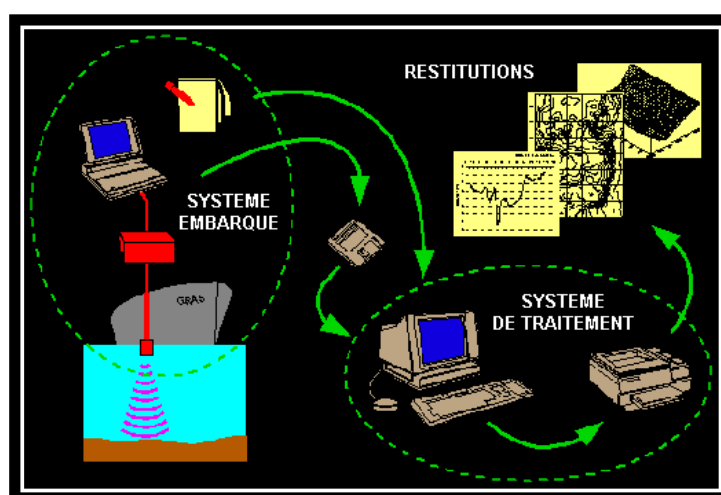 RESTITUTIONS
SYSTEME
EMBARQUE
GRAS
SYSTEME
DE TRAITEMENT